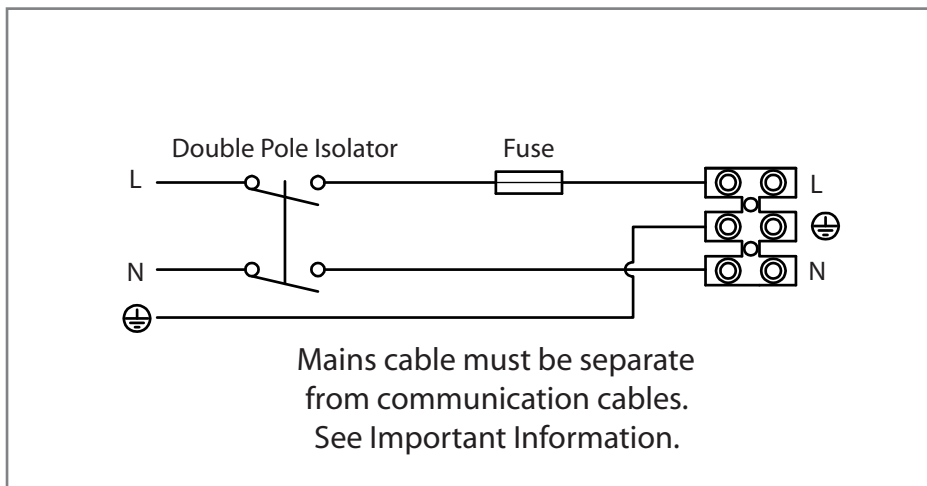 Double Pole Isolator
Fuse
L
L
N
N
Mains cable must be separate
from communication cables.
See Important Information.